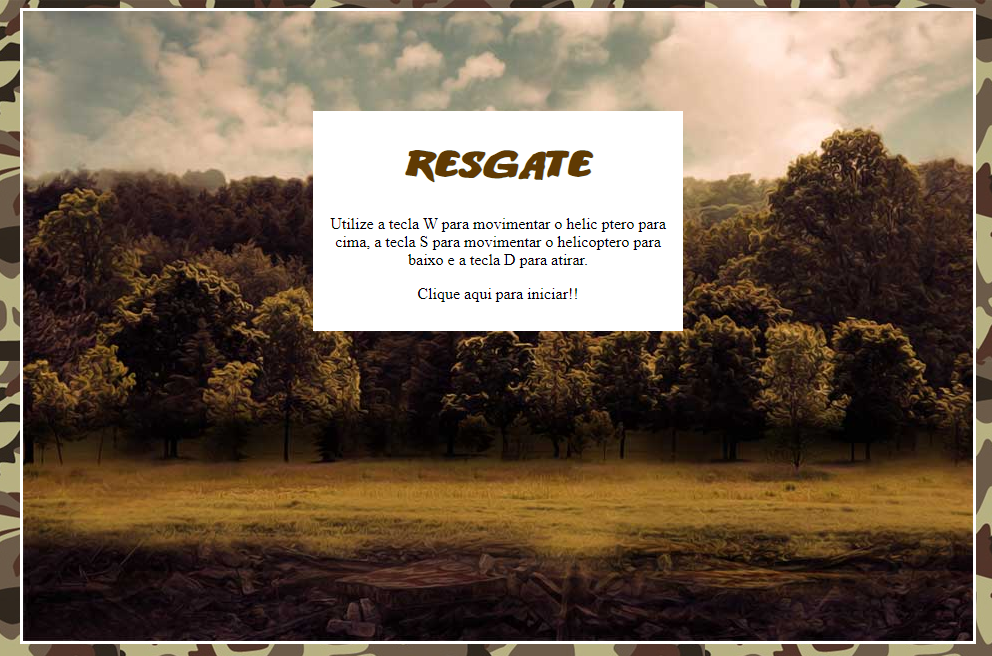 RESGATE
Utilize a tecla W para movimentar o helic ptero para
cima, a tecla S para movimentar o helicoptero para
baixo e a tecla D para atirar.
Clique aqui para iniciar!!